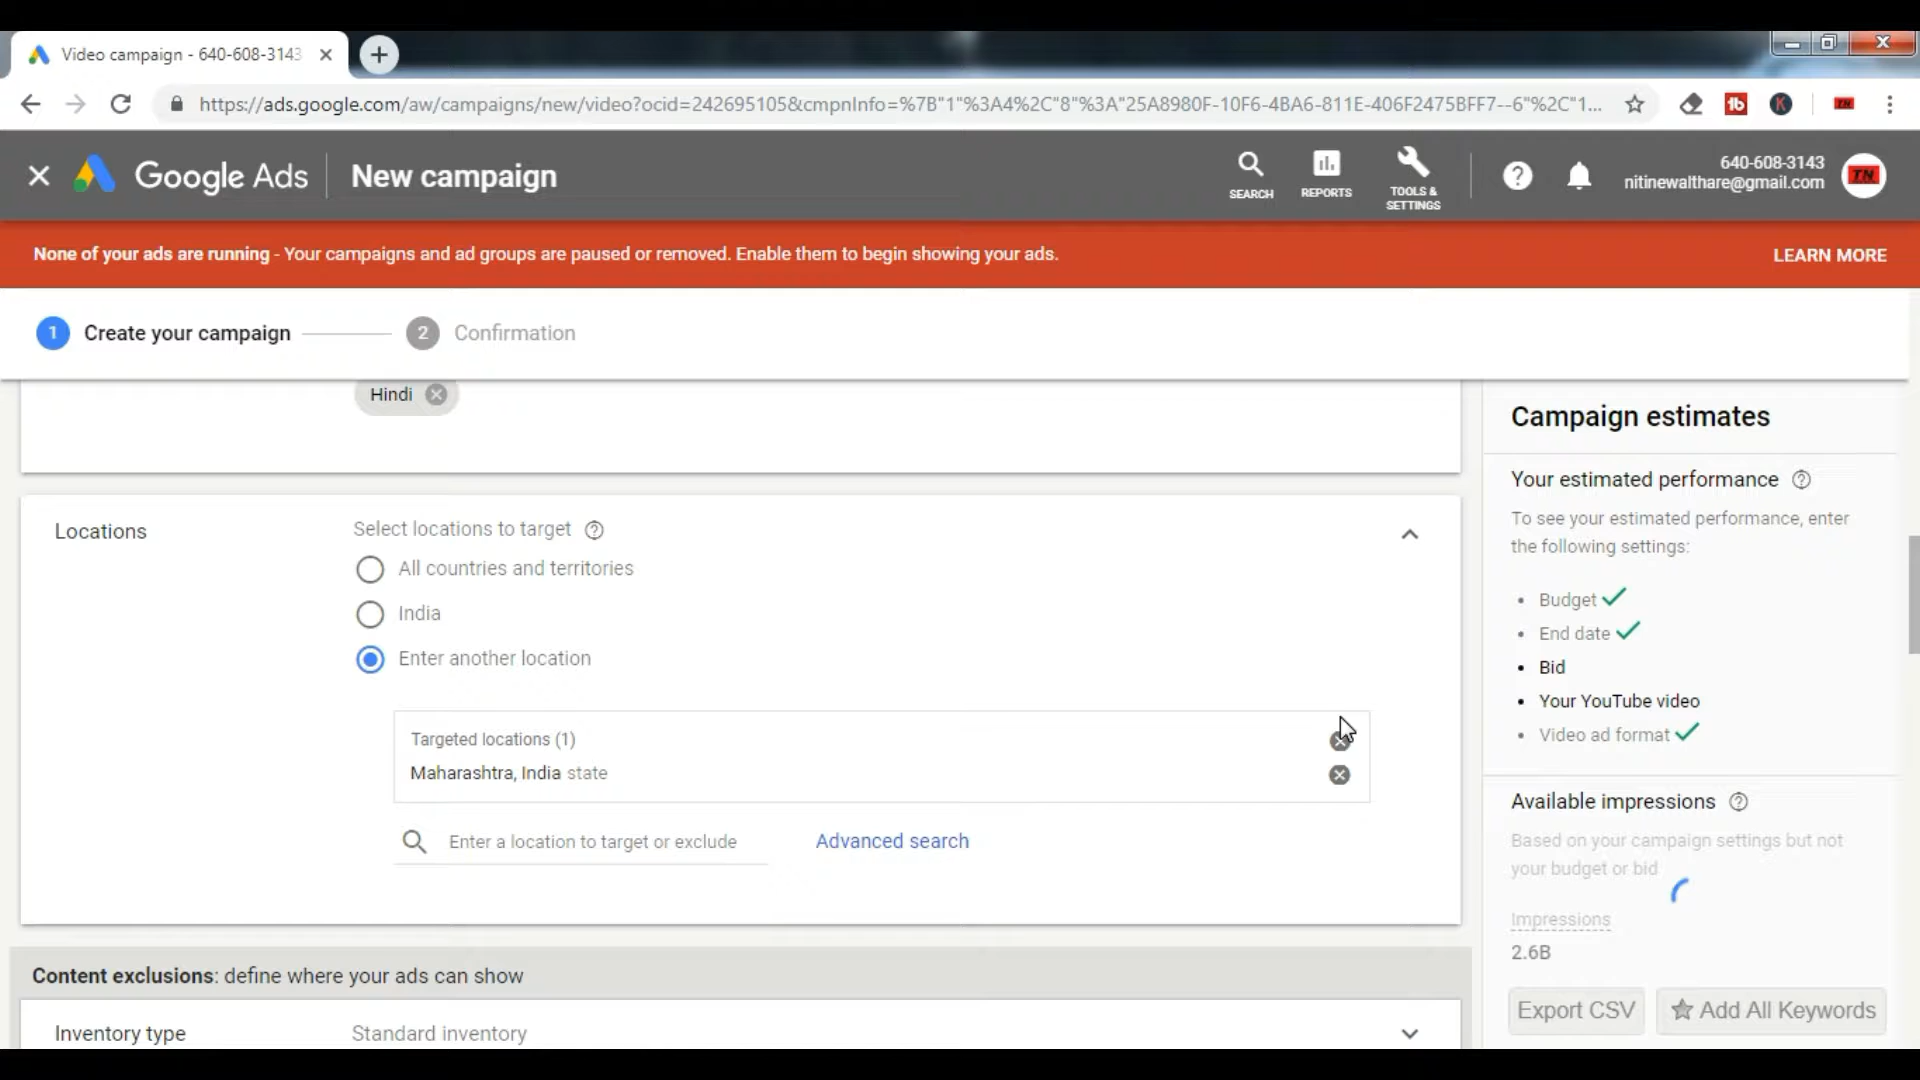 Video campaign - 640-608-3143
https://ads.google.com/aw/campaigns/new/video?ocid=242695105&cmpnInfo=%7B"1"%3A4%2C"8"%3A"25A8980F-10F6-4BA6-811E-406F2475BFF7--6"%2C"1...
Google Ads
New campaign
SEARCH
REPORTS
TOOLS &
SETTINGS
640-608-3143
nitinewalthare@gmail.com
TN
None of your ads are running - Your campaigns and ad groups are paused or removed. Enable them to begin showing your ads.
LEARN MORE
1 Create your campaign
2 Confirmation
Hindi
Locations
Select locations to target
All countries and territories
India
Enter another location
Targeted locations (1)
Maharashtra, India state
Enter a location to target or exclude
Advanced search
Content exclusions: define where your ads can show
Inventory type
Standard inventory
Campaign estimates
Your estimated performance
To see your estimated performance, enter
the following settings:
• Budget
• End date
• Bid
• Your YouTube video
• Video ad format
Available impressions
Based on your campaign settings but not
your budget or bid
Impressions
2.6B
Export CSV
Add All Keywords